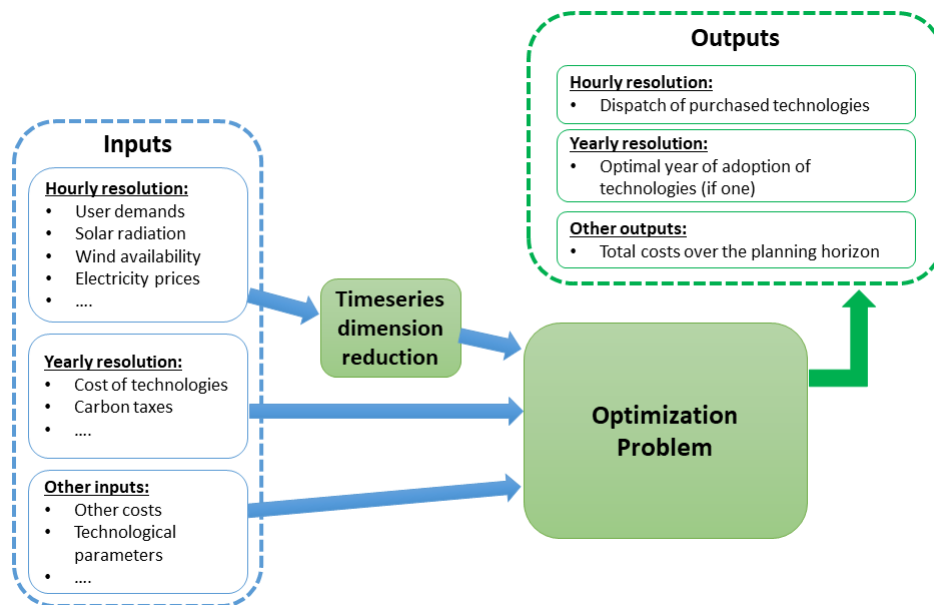 Inputs
Hourly resolution:
• User demands
• Solar radiation
• Wind availability
• Electricity prices
• ....
Yearly resolution:
• Cost of technologies
• Carbon taxes
• ....
Other inputs:
• Other costs
• Technological
parameters
• ....
Timeseries
dimension
reduction
Optimization
Problem
Outputs
Hourly resolution:
• Dispatch of purchased technologies
Yearly resolution:
• Optimal year of adoption of
technologies (if one)
Other outputs:
• Total costs over the planning horizon